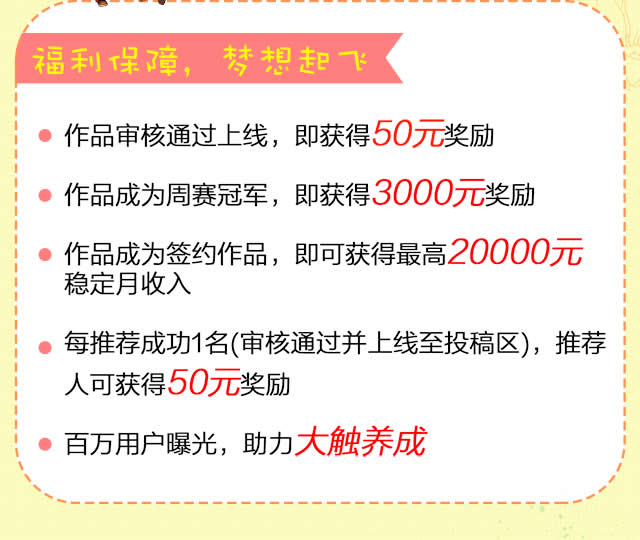 福利保障，梦想起飞
作品审核通过上线，即获得50元奖励
作品成为周赛冠军，即获得3000元奖励
作品成为签约作品，即可获得最高20000元
稳定月收入
每推荐成功1名(审核通过并上线至投稿区)，推荐
人可获得50元奖励
百万用户曝光，助力大触养成